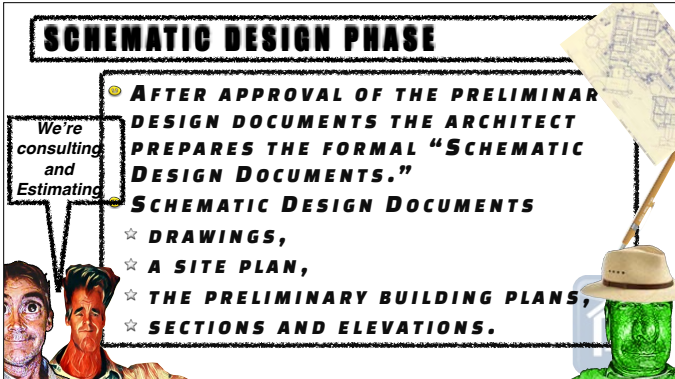 SCHEMATIC DESIGN PHASE
AFTER APPROVAL OF THE PRELIMINAR
DESIGN DOCUMENTS THE ARCHITECT
PREPARES THE FORMAL “SCHEMATIC
DESIGN DOCUMENTS.”
SCHEMATIC DESIGN DOCUMENTS
DRAWINGS,
A SITE PLAN,
THE PRELIMINARY BUILDING PLANS,
SECTIONS AND ELEVATIONS.
We’re
consulting
and
Estimating